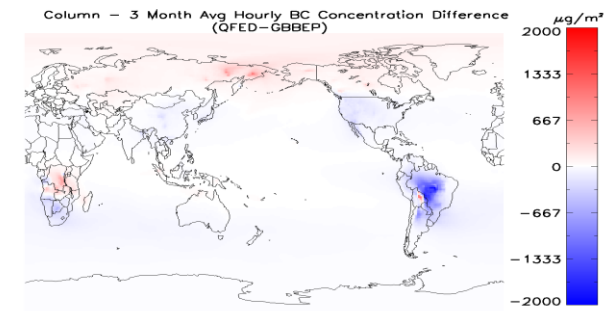 Column - 3 Month Avg Hourly BC Concentration Difference
(QFED-GBBEP)
μg/m²
2000
1333
667
0
-667
-1333
-2000